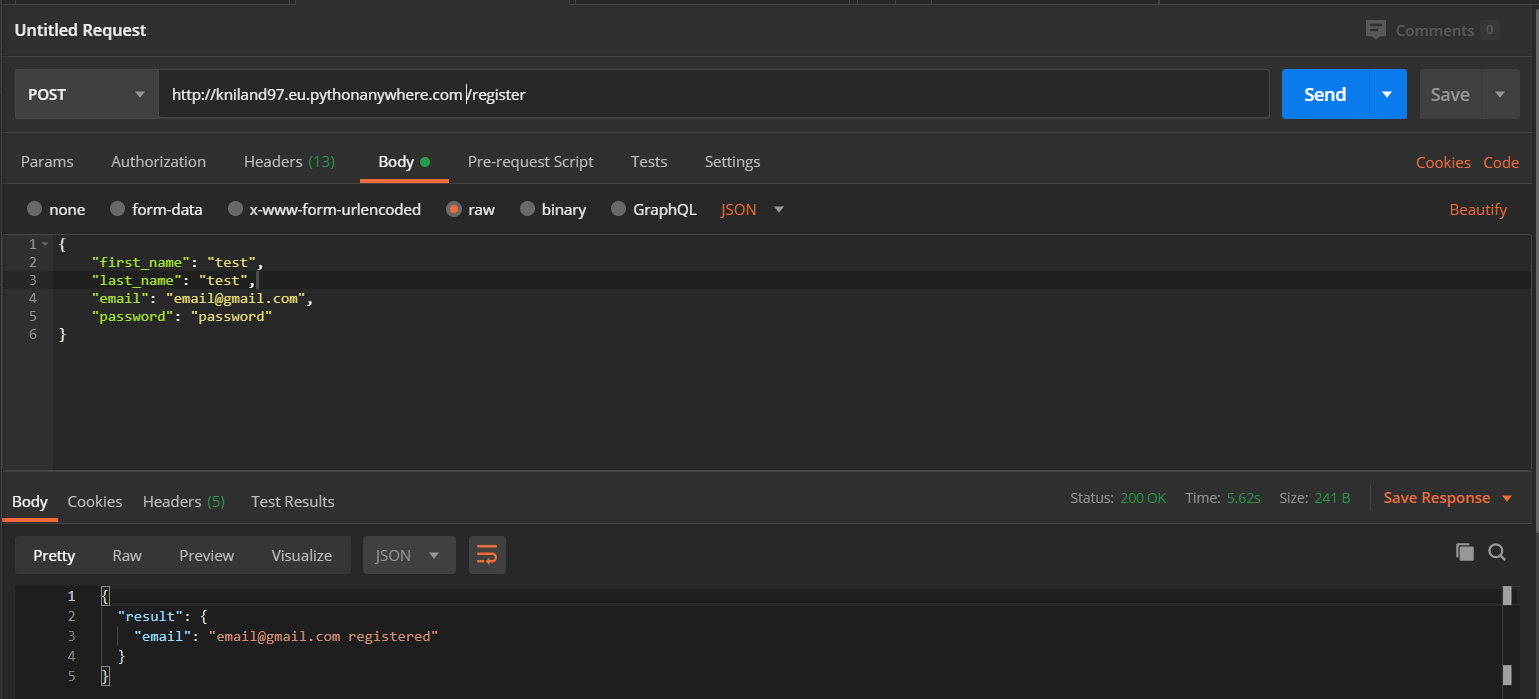 Untitled Request
Comments 0
POST
http://kniland97.eu.pythonanywhere.com/register
Send
Save
Params Authorization Headers (13) Body Pre-request Script Tests Settings Cookies Code
none form-data x-www-form-urlencoded raw binary GraphQL JSON Beautify
1 {
2 "first_name": "test",
3 "last_name": "test",
4 "email": "email@gmail.com",
5 "password": "password"
6 }
Body Cookies Headers (5) Test Results Status: 200 OK Time: 5.62s Size: 241 B Save Response
Pretty Raw Preview Visualize JSON
1 {
2 "result": {
3 "email": "email@gmail.com registered"
4 }
5 }